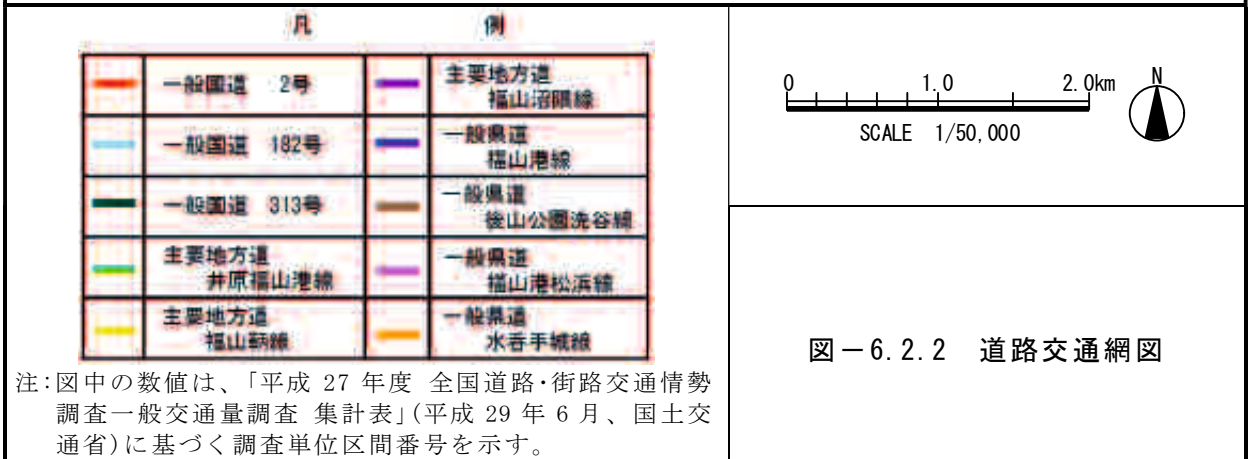 凡 例
一般国道 2号
主要地方道
福山沼隈線
一般国道 182号
一般県道
福山港線
一般国道 313号
一般県道
後山公園洗谷線
主要地方道
井原福山港線
一般県道
福山港松浜線
主要地方道
福山鞆線
一般県道
水呑手城線
注:図中の数値は、「平成 27 年度 全国道路・街路交通情勢
調査一般交通量調査 集計表」(平成 29 年 6 月、国土交
通省)に基づく調査単位区間番号を示す。
0 1.0 2.0km
N
SCALE 1/50,000
図-6.2.2 道路交通網図